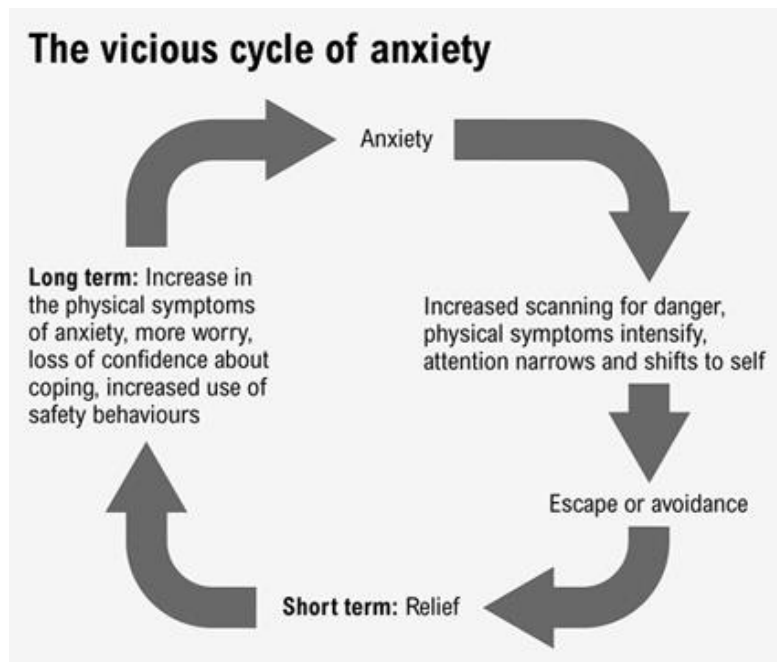 The vicious cycle of anxiety
Anxiety
Increased scanning for danger,
physical symptoms intensify,
attention narrows and shifts to self
Escape or avoidance
Short term: Relief
Long term: Increase in
the physical symptoms
of anxiety, more worry,
loss of confidence about
coping, increased use of
safety behaviours